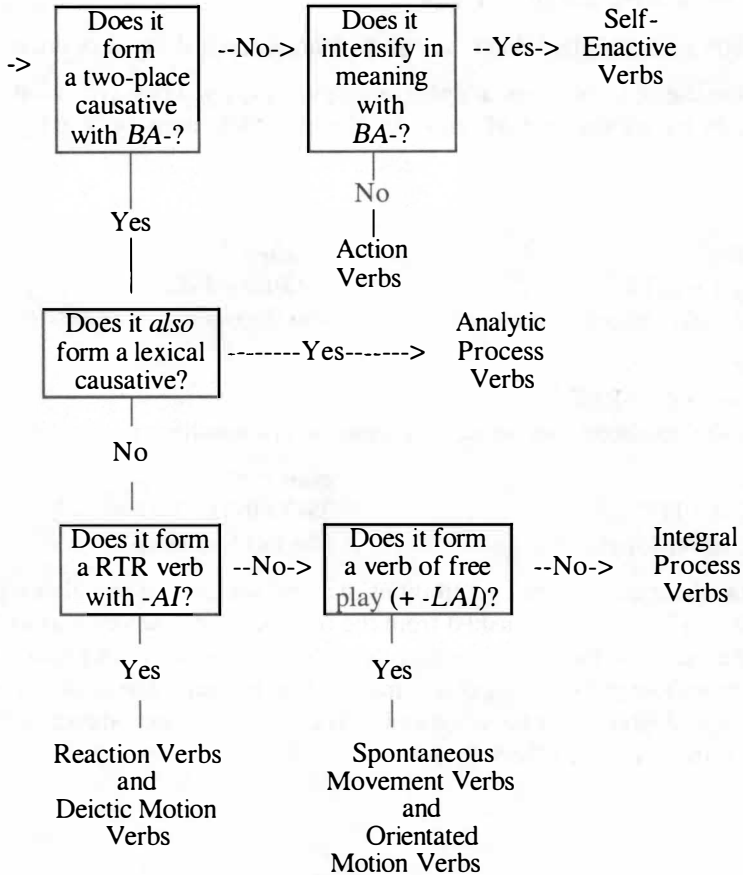 ->
Does it
form
a two-place
causative
with BA-?
--No->
Does it
intensify in
meaning
with
BA-?
--Yes->
Self-
Enactive
Verbs
No
Action
Verbs
Yes
Does it also
form a lexical
causative?
--------Yes------->
Analytic
Process
Verbs
No
Does it form
a RTR verb
with -AI?
--No->
Does it form
a verb of free
play (+-LAI)?
--No->
Integral
Process
Verbs
Yes
Reaction Verbs
and
Deictic Motion
Verbs
Yes
Spontaneous
Movement Verbs
and
Orientated
Motion Verbs